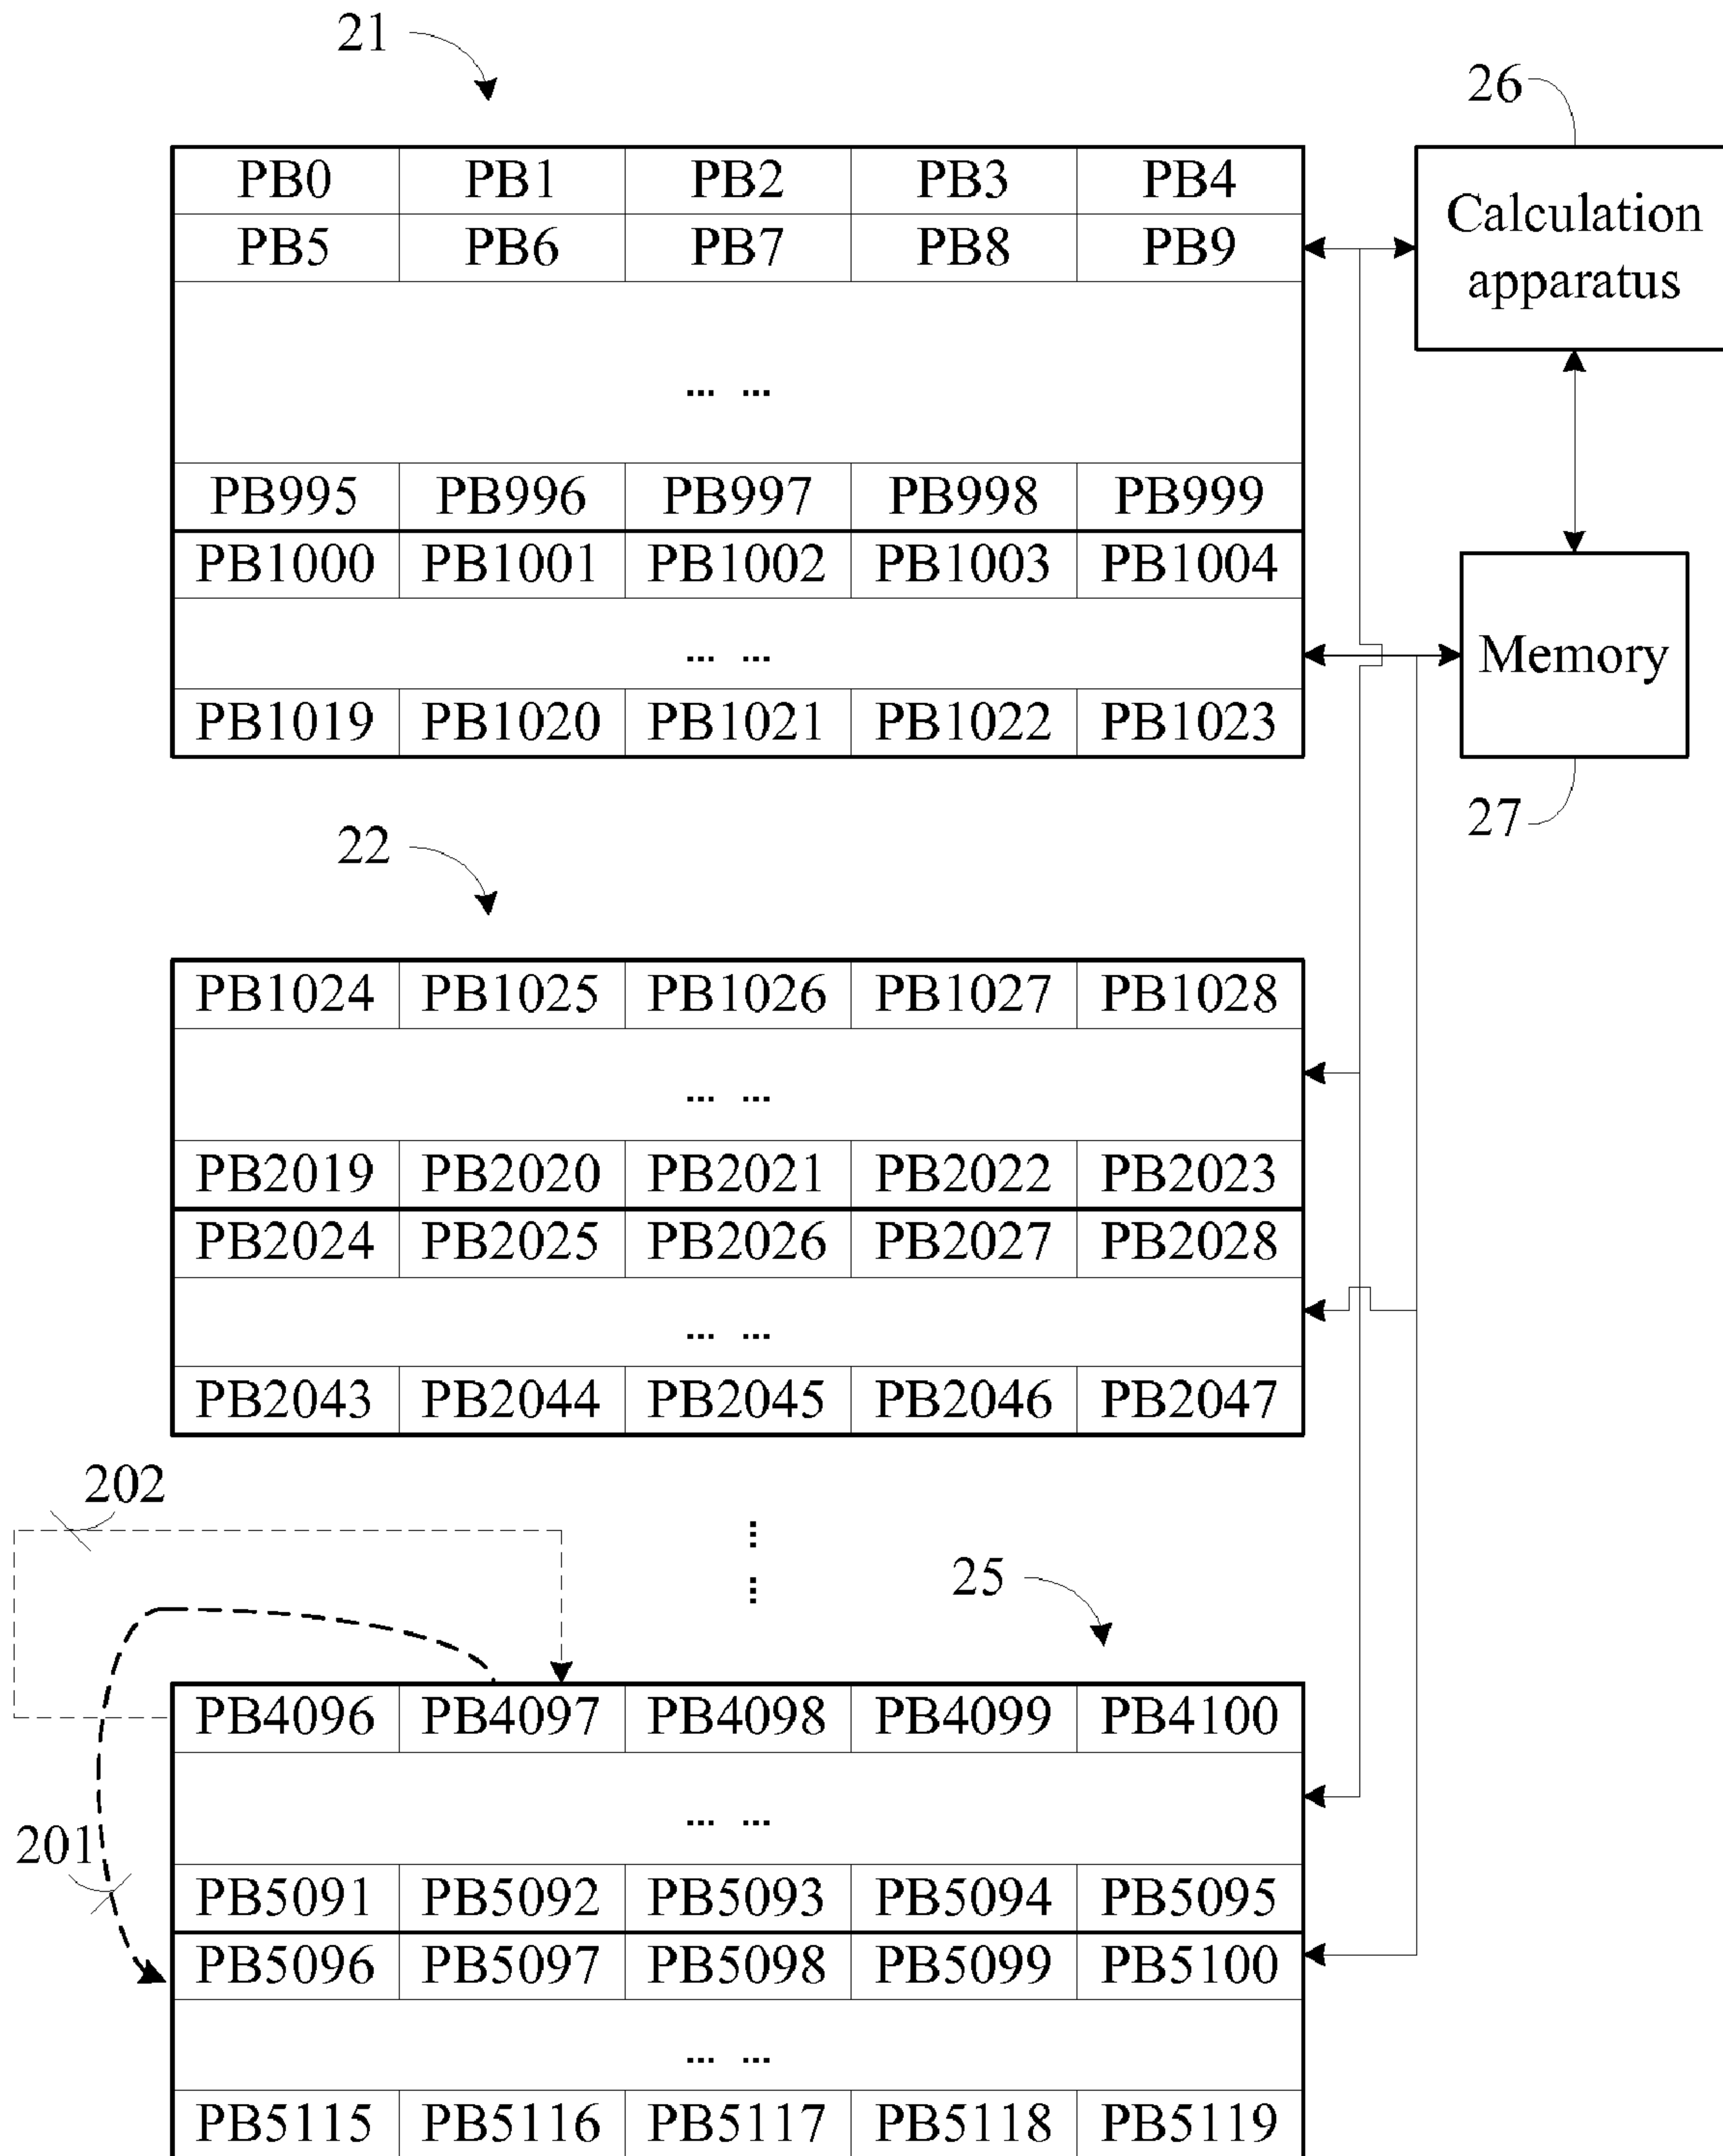 21
26
PB0 PB1 PB2 PB3 PB4
Calculation
apparatus
PB5 PB6 PB7 PB8 PB9
... ...
PB995 PB996 PB997 PB998 PB999
PB1000 PB1001 PB1002 PB1003 PB1004
... ...
Memory
PB1019 PB1020 PB1021 PB1022 PB1023
27
22
PB1024 PB1025 PB1026 PB1027 PB1028
... ...
PB2019 PB2020 PB2021 PB2022 PB2023
PB2024 PB2025 PB2026 PB2027 PB2028
... ...
PB2043 PB2044 PB2045 PB2046 PB2047
202
... ...
25
PB4096 PB4097 PB4098 PB4099 PB4100
... ...
201
PB5091 PB5092 PB5093 PB5094 PB5095
PB5096 PB5097 PB5098 PB5099 PB5100
... ...
PB5115 PB5116 PB5117 PB5118 PB5119